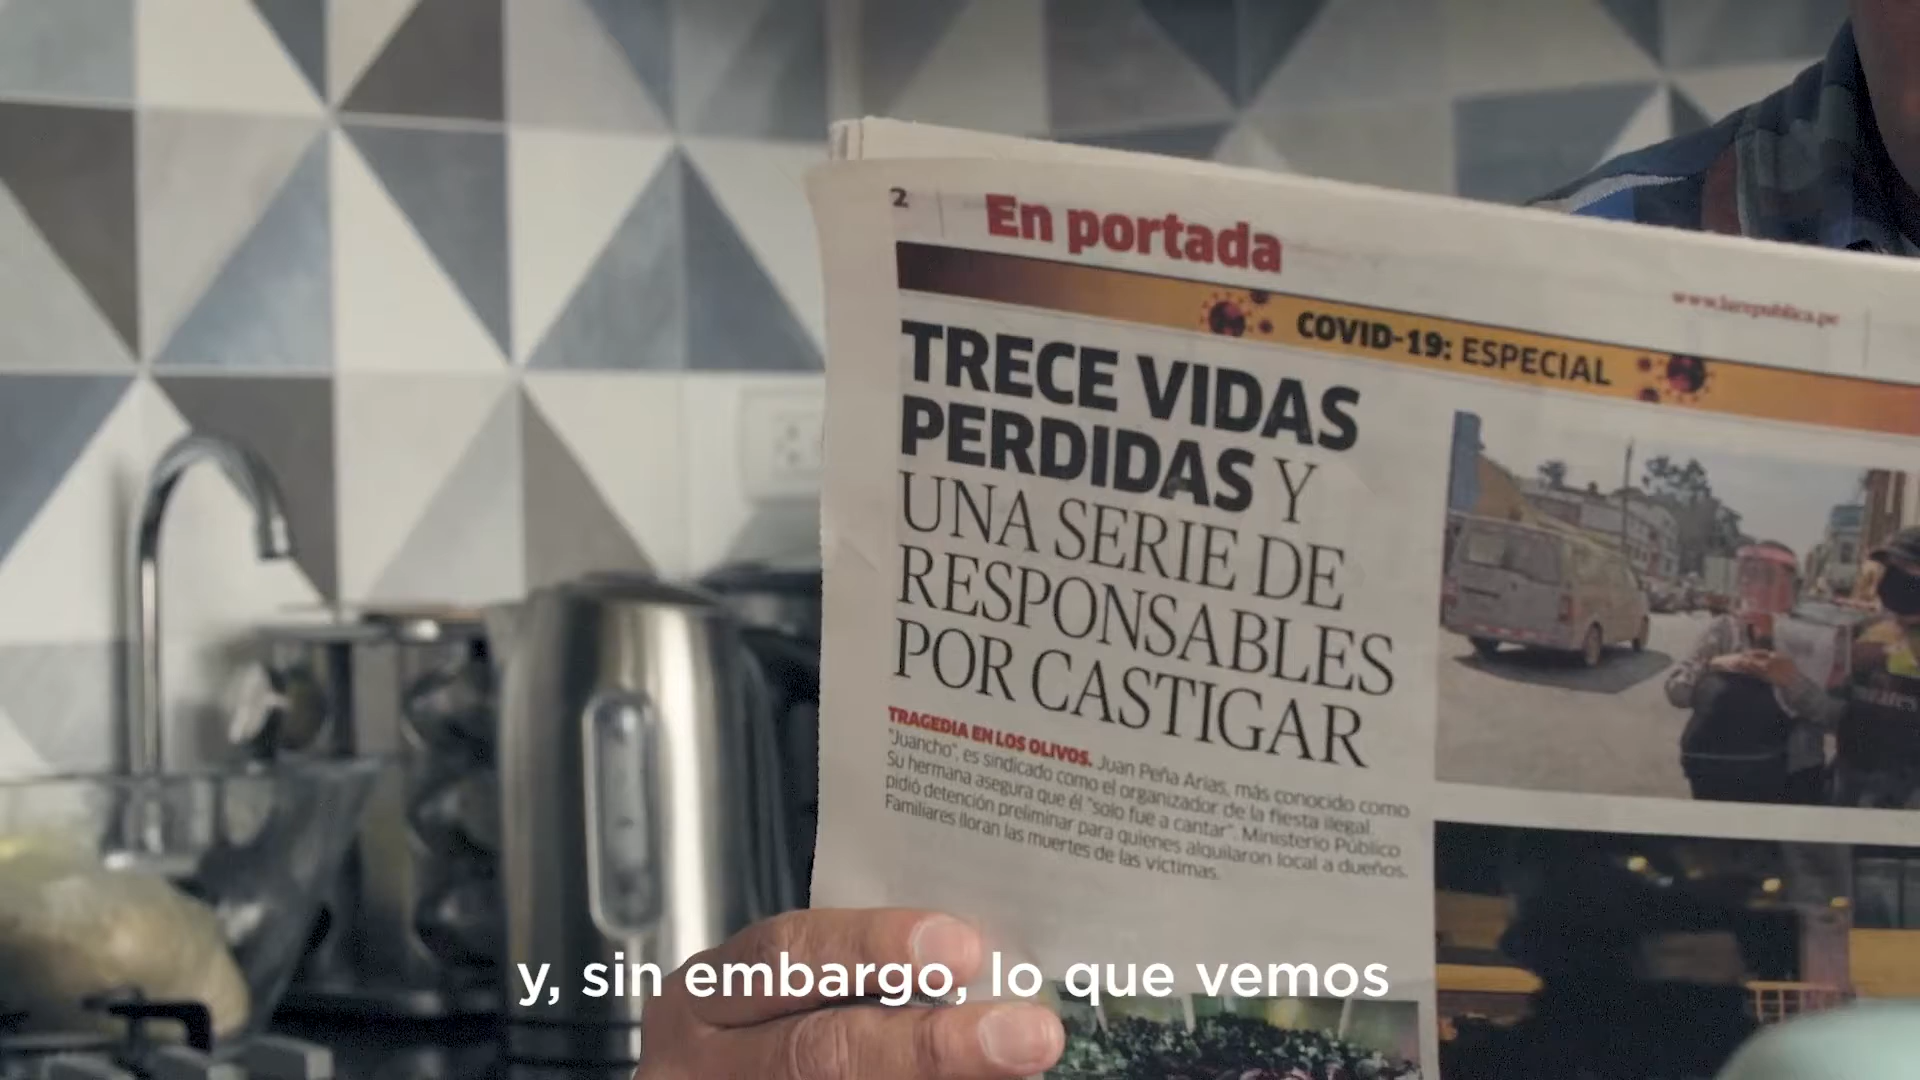 2
En portada
www.larepublica.pe
COVID-19: ESPECIAL
TRECE VIDAS
PERDIDAS Y
UNA SERIE DE
RESPONSABLES
POR CASTIGAR
TRAGEDIA EN LOS OLIVOS. Juan Peña Arias, más conocido como
"Juancho", es sindicado como el organizador de la fiesta ilegal.
Su hermana asegura que él "solo fue a cantar". Ministerio Público
pidió detención preliminar para quienes alquilaron local a dueños.
Familiares lloran las muertes de las víctimas.
y, sin embargo, lo que vemos